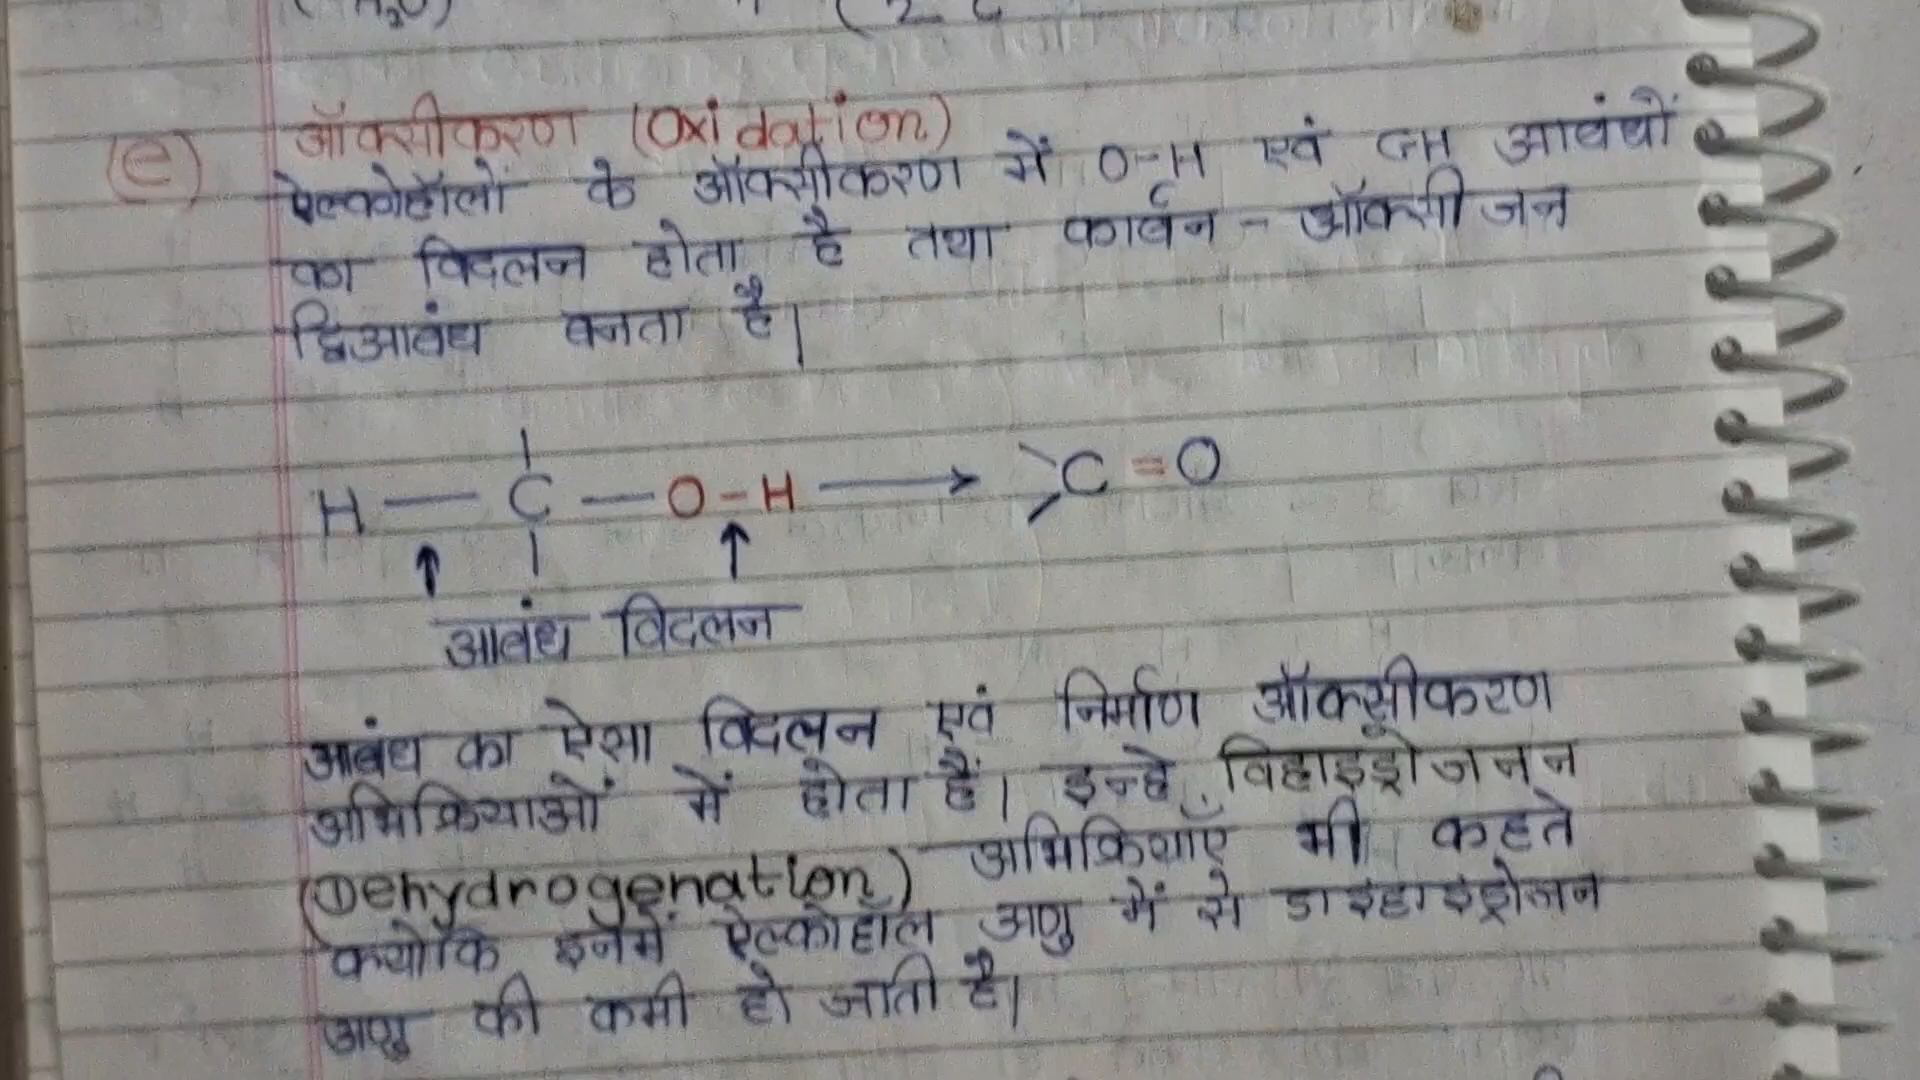 (H₂O)
(e) ऑक्सीकरण (Oxidation)
ऐल्कोहॉलों के ऑक्सीकरण में O-H एवं C-H आबंधों
का विदलन होता है तथा कार्बन - ऑक्सीजन
द्विआबंध बनता है।
H — C — O - H ⟶ >C = O
↑ ↑
आबंध विदलन
आबंध का ऐसा विदलन एवं निर्माण ऑक्सीकरण
अभिक्रियाओं में होता हैं। इन्हे विहाइड्रोजनन
(Dehydrogenation) अभिक्रियाएँ भी कहते
क्योकि इनमें ऐल्कोहॉल अणु में से डाइहाइड्रोजन
अणु की कमी हो जाती है।